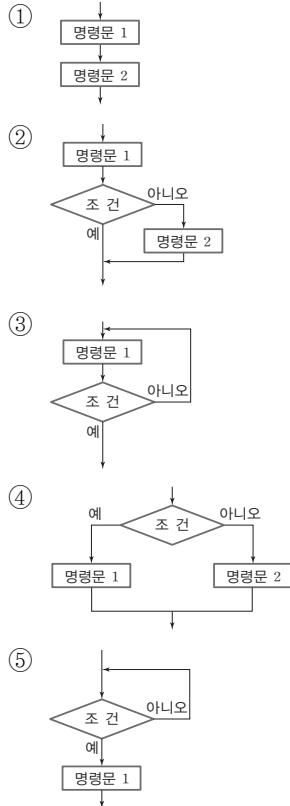 ①
명령문 1
명령문 2
②
명령문 1
조 건
아니오
예
명령문 2
③
명령문 1
조 건
아니오
예
④
예
조 건
아니오
명령문 1
명령문 2
⑤
조 건
아니오
예
명령문 1